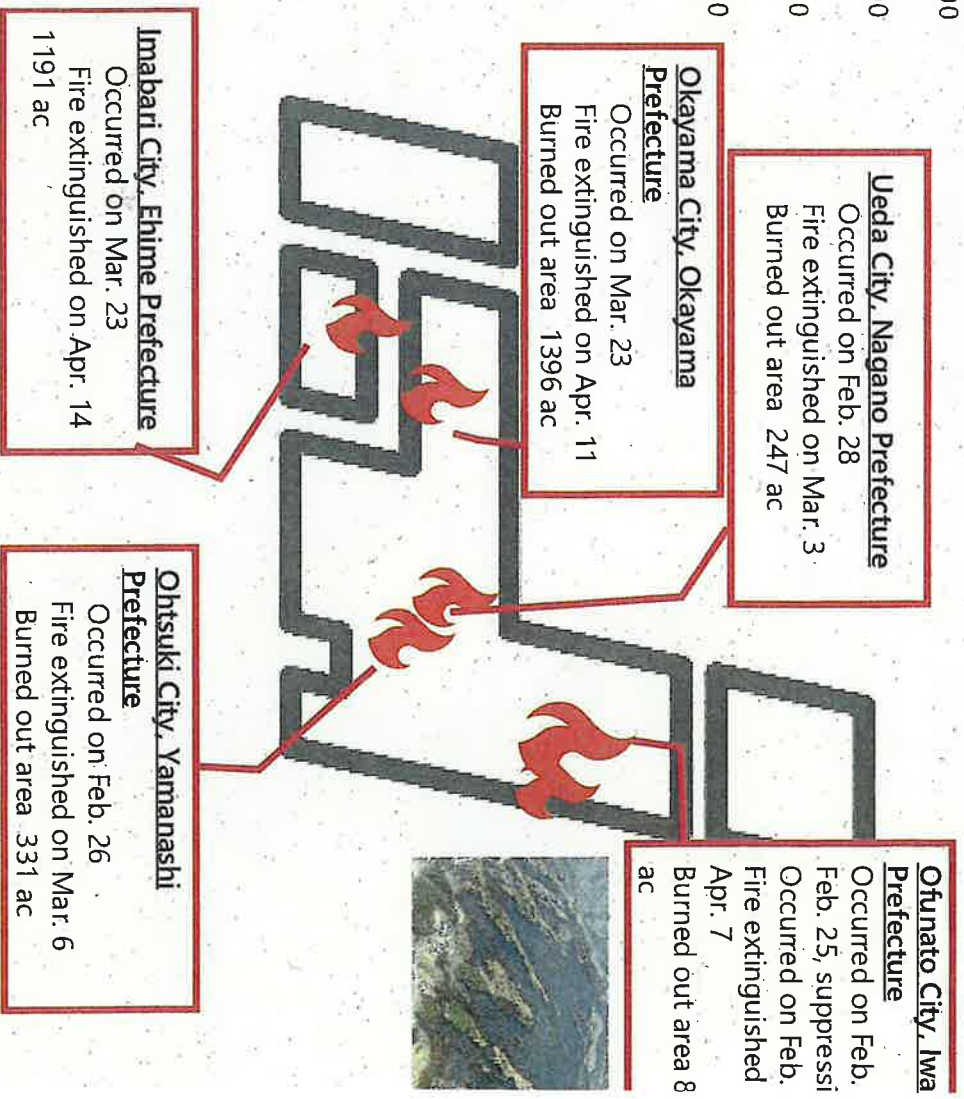 00
0
0
0
Ueda City, Nagano Prefecture
Occurred on Feb. 28
Fire extinguished on Mar. 3
Burned out area 247 ac
Okayama City, Okayama
Prefecture
Occurred on Mar. 23
Fire extinguished on Apr. 11
Burned out area 1396 ac
Imabari City, Ehime Prefecture
Occurred on Mar. 23
Fire extinguished on Apr. 14
1191 ac
Ofunato City, Iwa
Prefecture
Occurred on Feb.
Feb. 25, suppressi
Occurred on Feb.
Fire extinguished
Apr. 7
Burned out area 8
ac
Ohtsuki City, Yamanashi
Prefecture
Occurred on Feb. 26
Fire extinguished on Mar. 6
Burned out area 331 ac